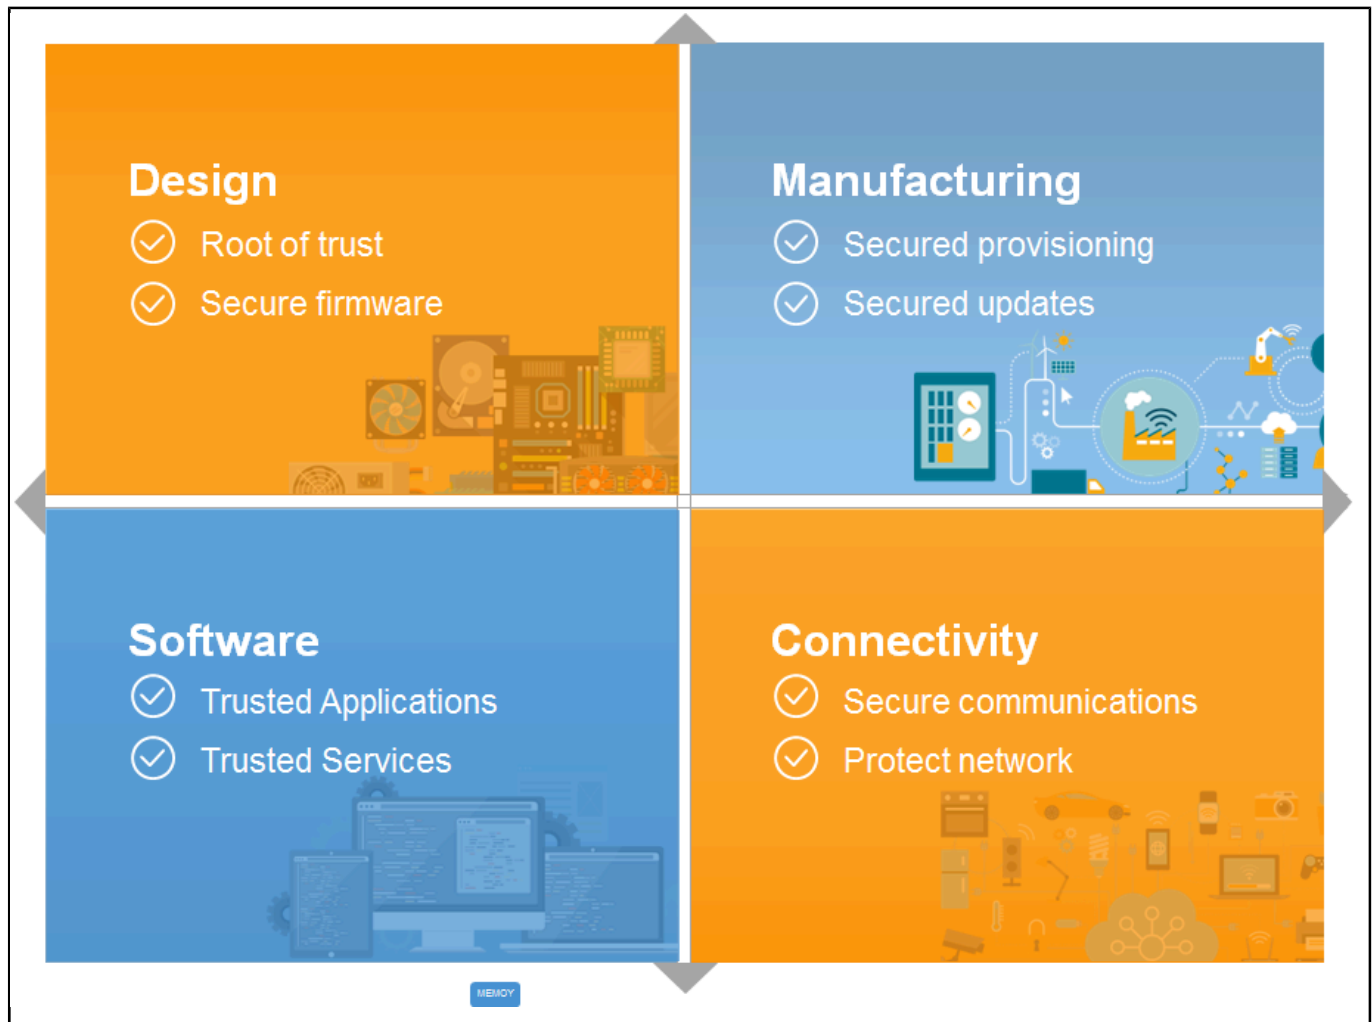 Design
Root of trust
Secure firmware
Manufacturing
Secured provisioning
Secured updates
Software
Trusted Applications
Trusted Services
Connectivity
Secure communications
Protect network
MEMOY